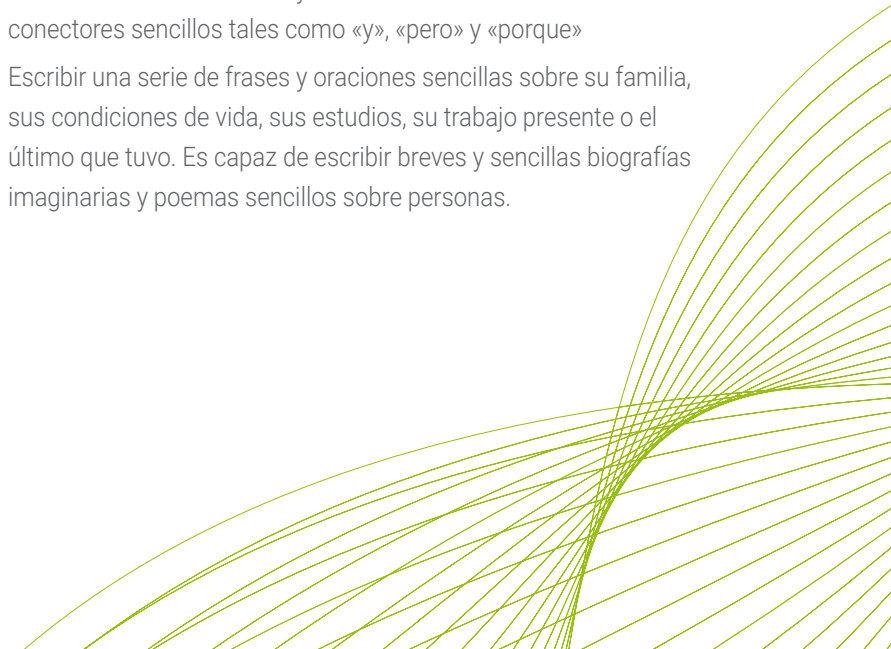 conectores sencillos tales como «y», «pero» y «porque»
Escribir una serie de frases y oraciones sencillas sobre su familia,
sus condiciones de vida, sus estudios, su trabajo presente o el
último que tuvo. Es capaz de escribir breves y sencillas biografías
imaginarias y poemas sencillos sobre personas.